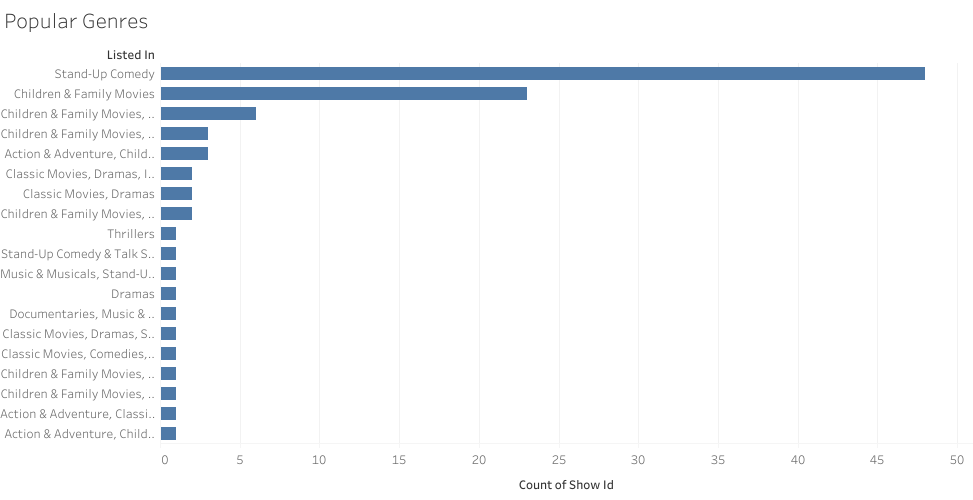 Popular Genres
Listed In
Stand-Up Comedy
Children & Family Movies
Children & Family Movies, ..
Children & Family Movies, ..
Action & Adventure, Child..
Classic Movies, Dramas, I..
Classic Movies, Dramas
Children & Family Movies, ..
Thrillers
Stand-Up Comedy & Talk S..
Music & Musicals, Stand-U..
Dramas
Documentaries, Music & ..
Classic Movies, Dramas, S..
Classic Movies, Comedies,..
Children & Family Movies, ..
Children & Family Movies, ..
Action & Adventure, Classi..
Action & Adventure, Child..
0 5 10 15 20 25 30 35 40 45 50
Count of Show Id